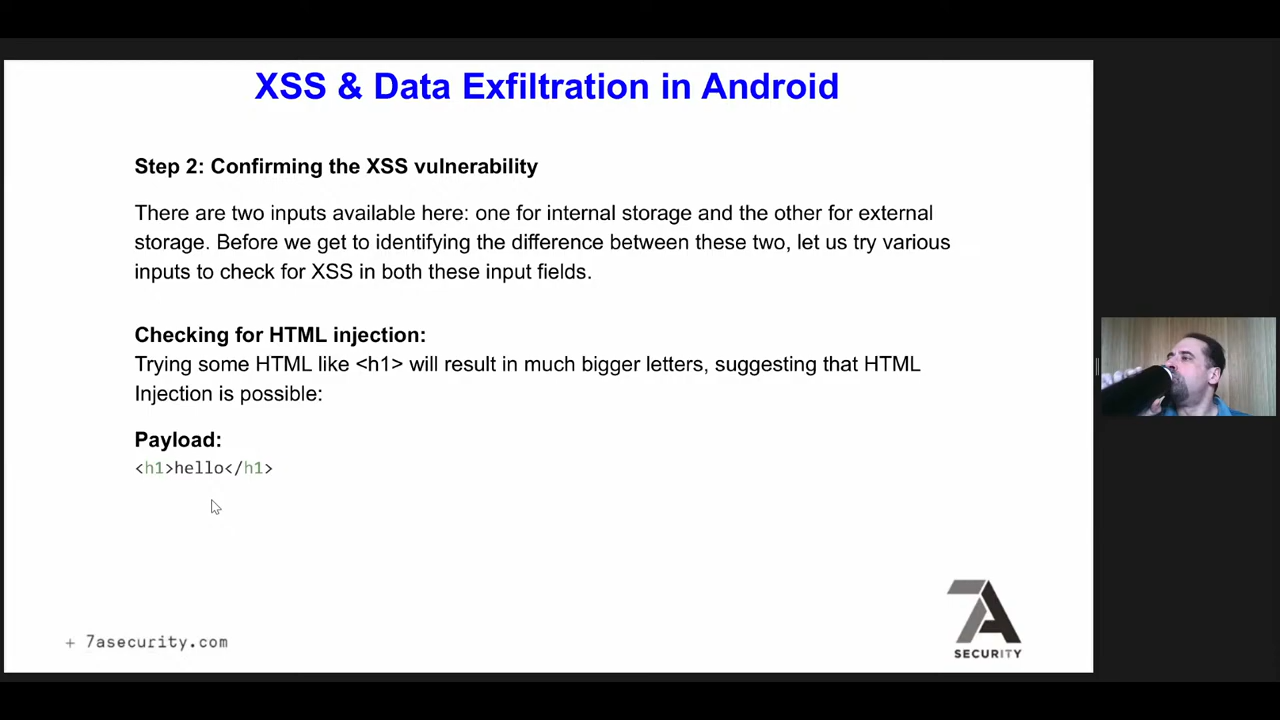 XSS & Data Exfiltration in Android
Step 2: Confirming the XSS vulnerability
There are two inputs available here: one for internal storage and the other for external
storage. Before we get to identifying the difference between these two, let us try various
inputs to check for XSS in both these input fields.
Checking for HTML injection:
Trying some HTML like <h1> will result in much bigger letters, suggesting that HTML
Injection is possible:
Payload:
<h1>hello</h1>
+ 7asecurity.com
7A
SECURITY